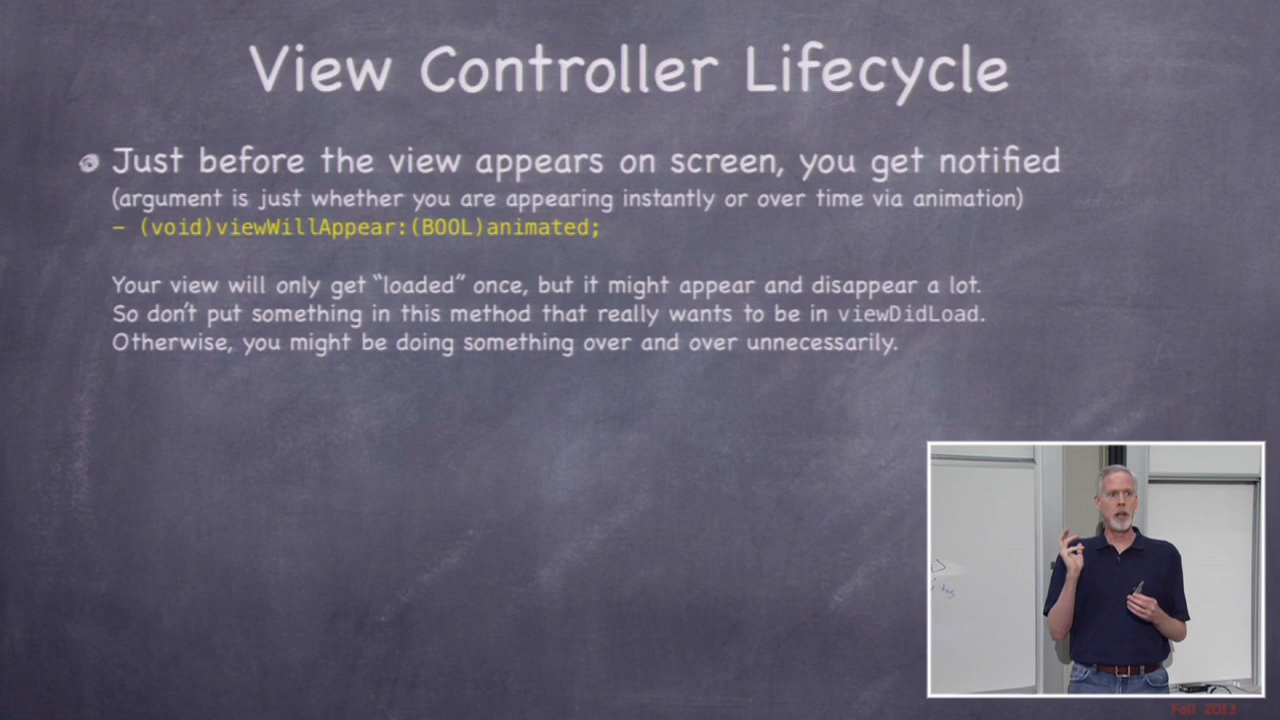 View Controller Lifecycle
Just before the view appears on screen, you get notified
(argument is just whether you are appearing instantly or over time via animation)
- (void)viewWillAppear:(BOOL)animated;
Your view will only get “loaded” once, but it might appear and disappear a lot.
So don’t put something in this method that really wants to be in viewDidLoad.
Otherwise, you might be doing something over and over unnecessarily.
Fall 2013